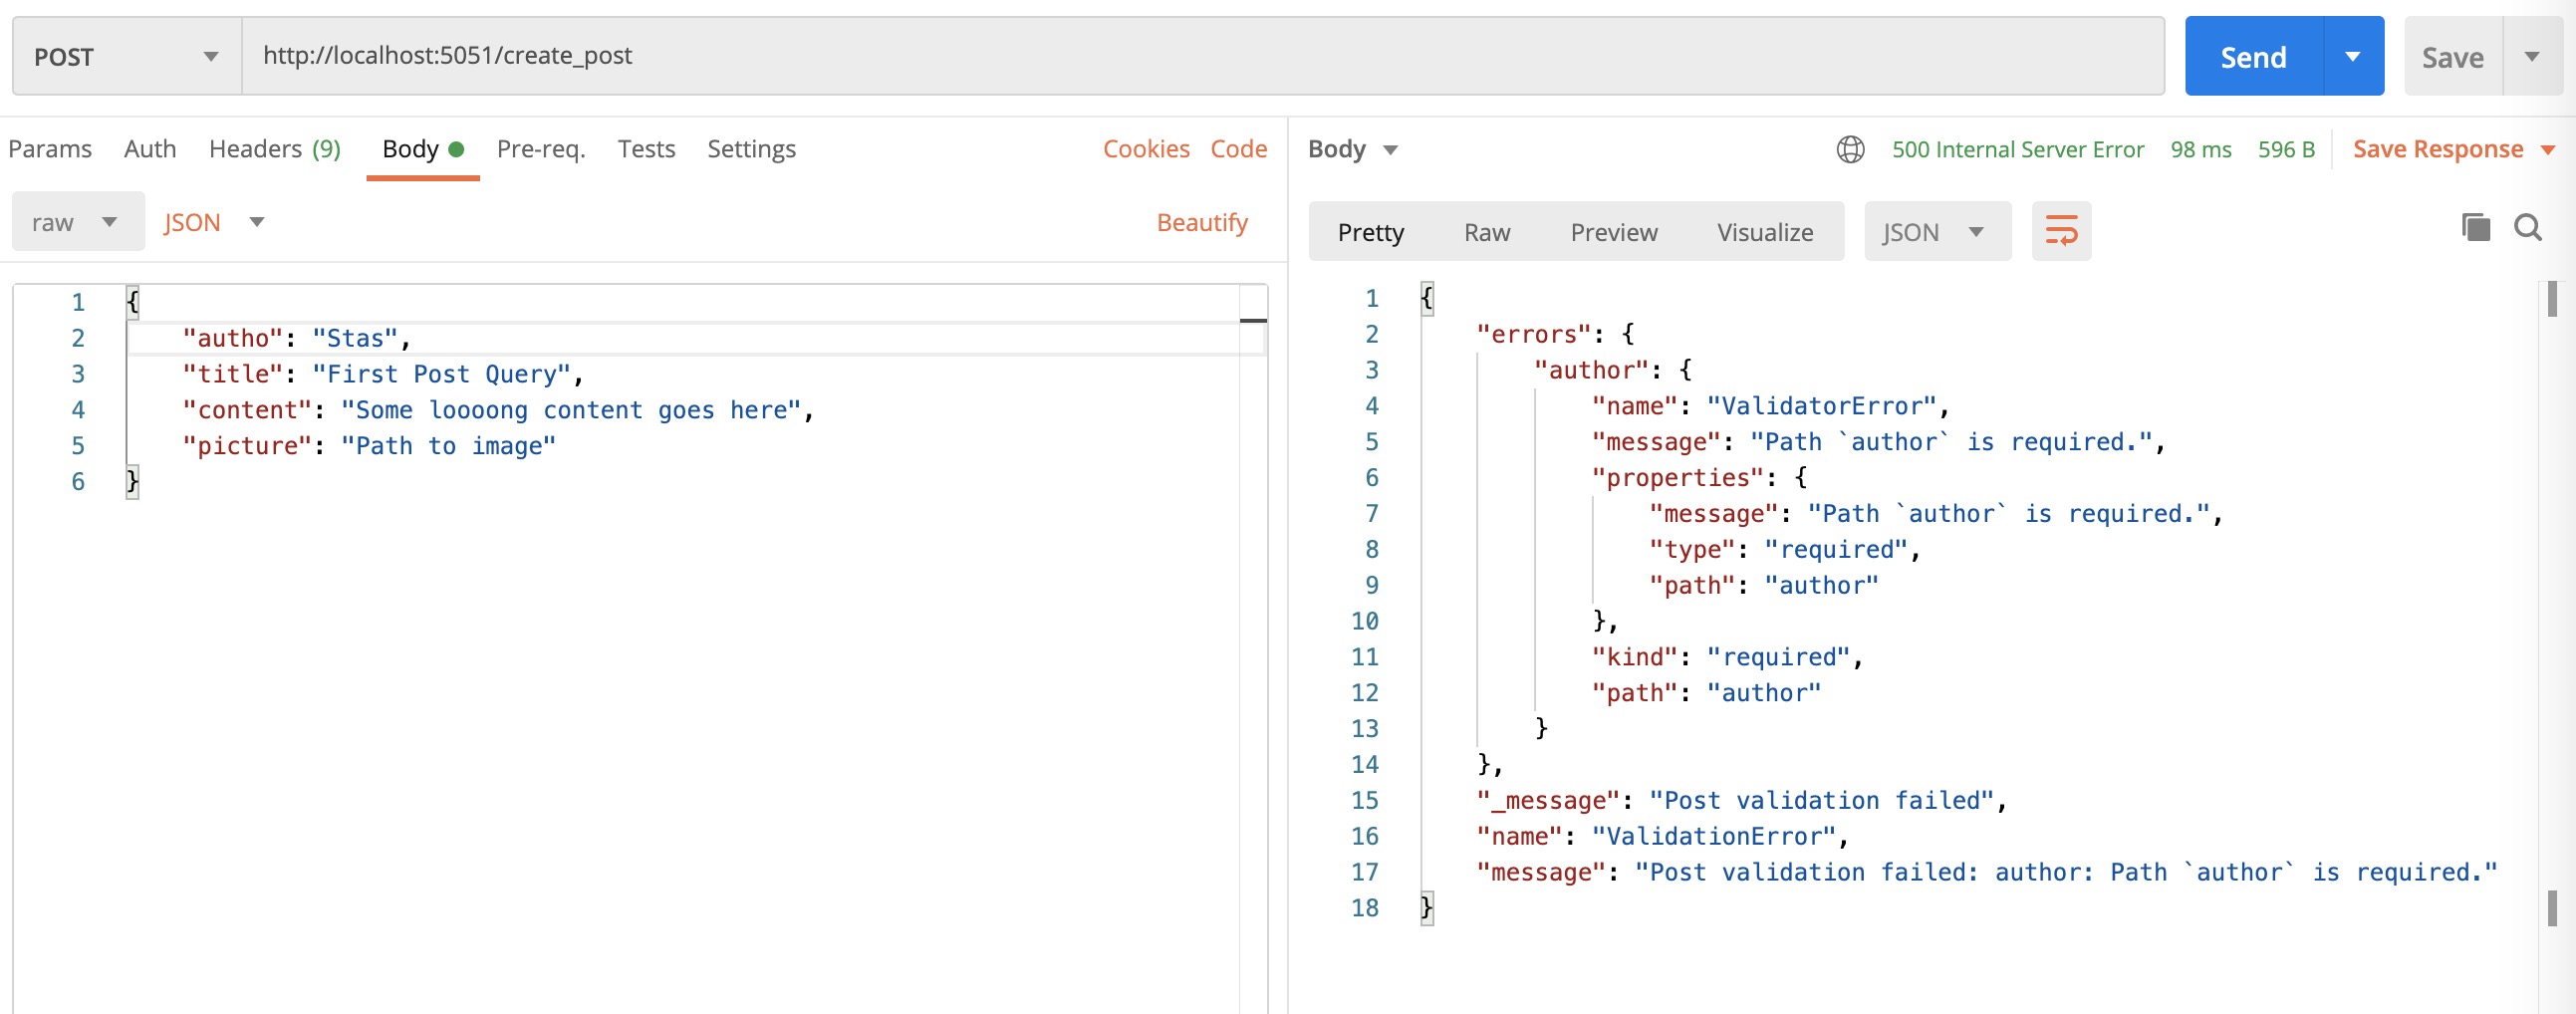 POST http://localhost:5051/create_post Send Save
Params Auth Headers (9) Body Pre-req. Tests Settings Cookies Code
raw JSON Beautify
1 {
2 "autho": "Stas",
3 "title": "First Post Query",
4 "content": "Some loooong content goes here",
5 "picture": "Path to image"
6 }
Body 500 Internal Server Error 98 ms 596 B Save Response
Pretty Raw Preview Visualize JSON
1 {
2 "errors": {
3 "author": {
4 "name": "ValidatorError",
5 "message": "Path `author` is required.",
6 "properties": {
7 "message": "Path `author` is required.",
8 "type": "required",
9 "path": "author"
10 },
11 "kind": "required",
12 "path": "author"
13 }
14 },
15 "_message": "Post validation failed",
16 "name": "ValidationError",
17 "message": "Post validation failed: author: Path `author` is required."
18 }